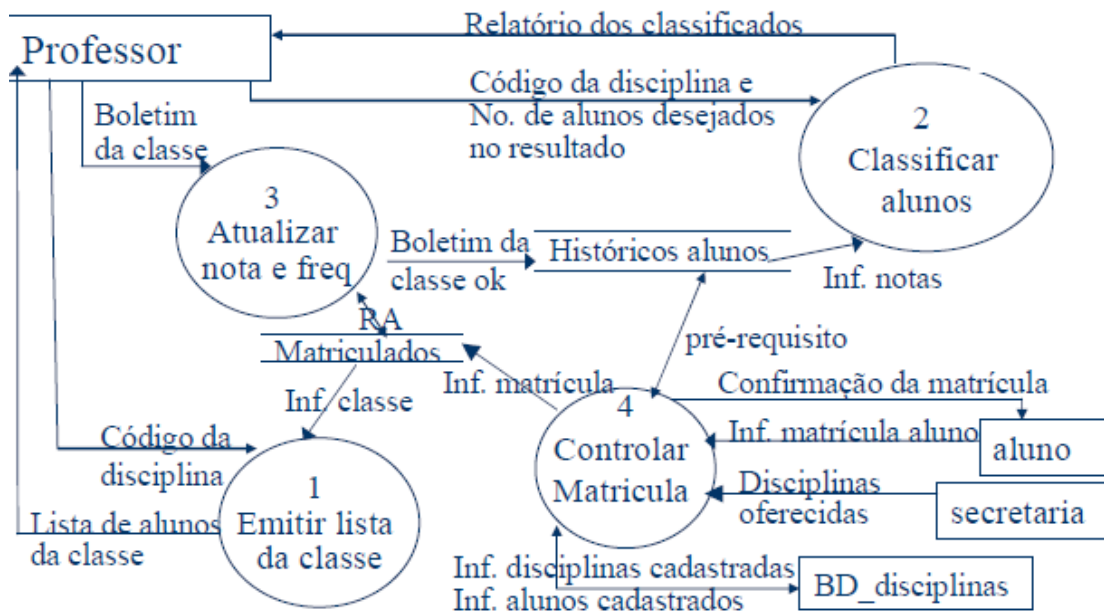 Relatório dos classificados
Professor
Código da disciplina e
No. de alunos desejados
no resultado
Boletim
da classe
2
Classificar
alunos
3
Atualizar
nota e freq
Boletim da
classe ok
Históricos alunos
Inf. notas
RA
Matriculados
pré-requisito
Inf. matrícula
Inf. classe
Confirmação da matrícula
4
Controlar
Matricula
Inf. matrícula aluno
aluno
Código da
disciplina
Disciplinas
oferecidas
secretaria
1
Emitir lista
da classe
Lista de alunos
da classe
Inf. disciplinas cadastradas
Inf. alunos cadastrados
BD_disciplinas